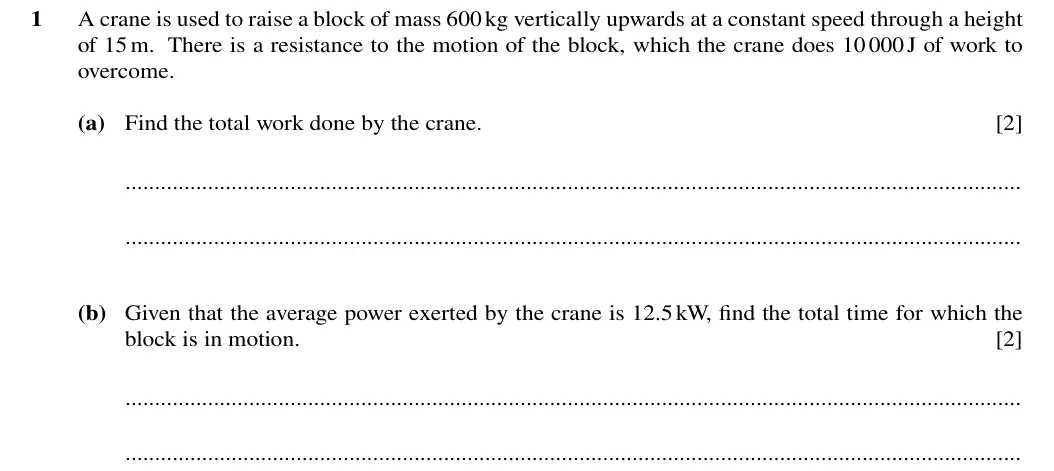 1 A crane is used to raise a block of mass 600 kg vertically upwards at a constant speed through a height
of 15 m. There is a resistance to the motion of the block, which the crane does 10 000 J of work to
overcome.
(a) Find the total work done by the crane. [2]
................................................................................
................................................................................
(b) Given that the average power exerted by the crane is 12.5 kW, find the total time for which the
block is in motion. [2]
................................................................................
................................................................................